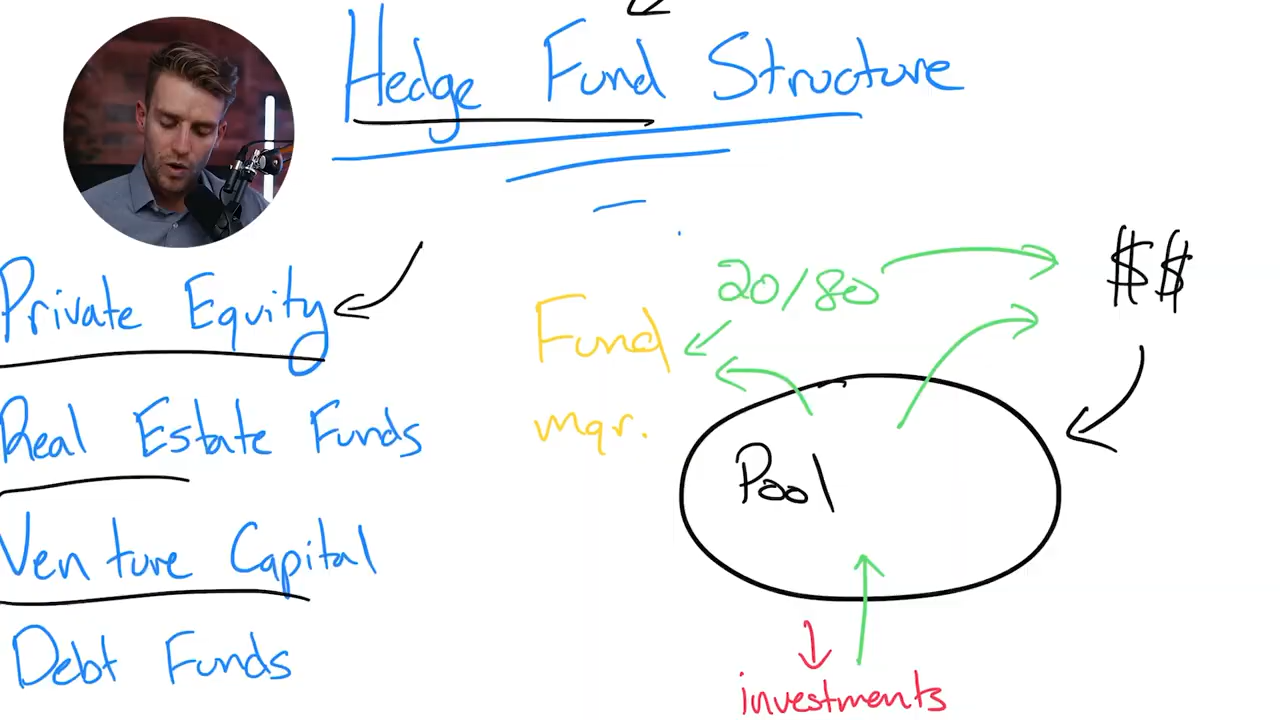 Hedge Fund Structure
Private Equity
Real Estate Funds
Venture Capital
Debt Funds
20/80
$$
Fund
mgr.
Pool
investments